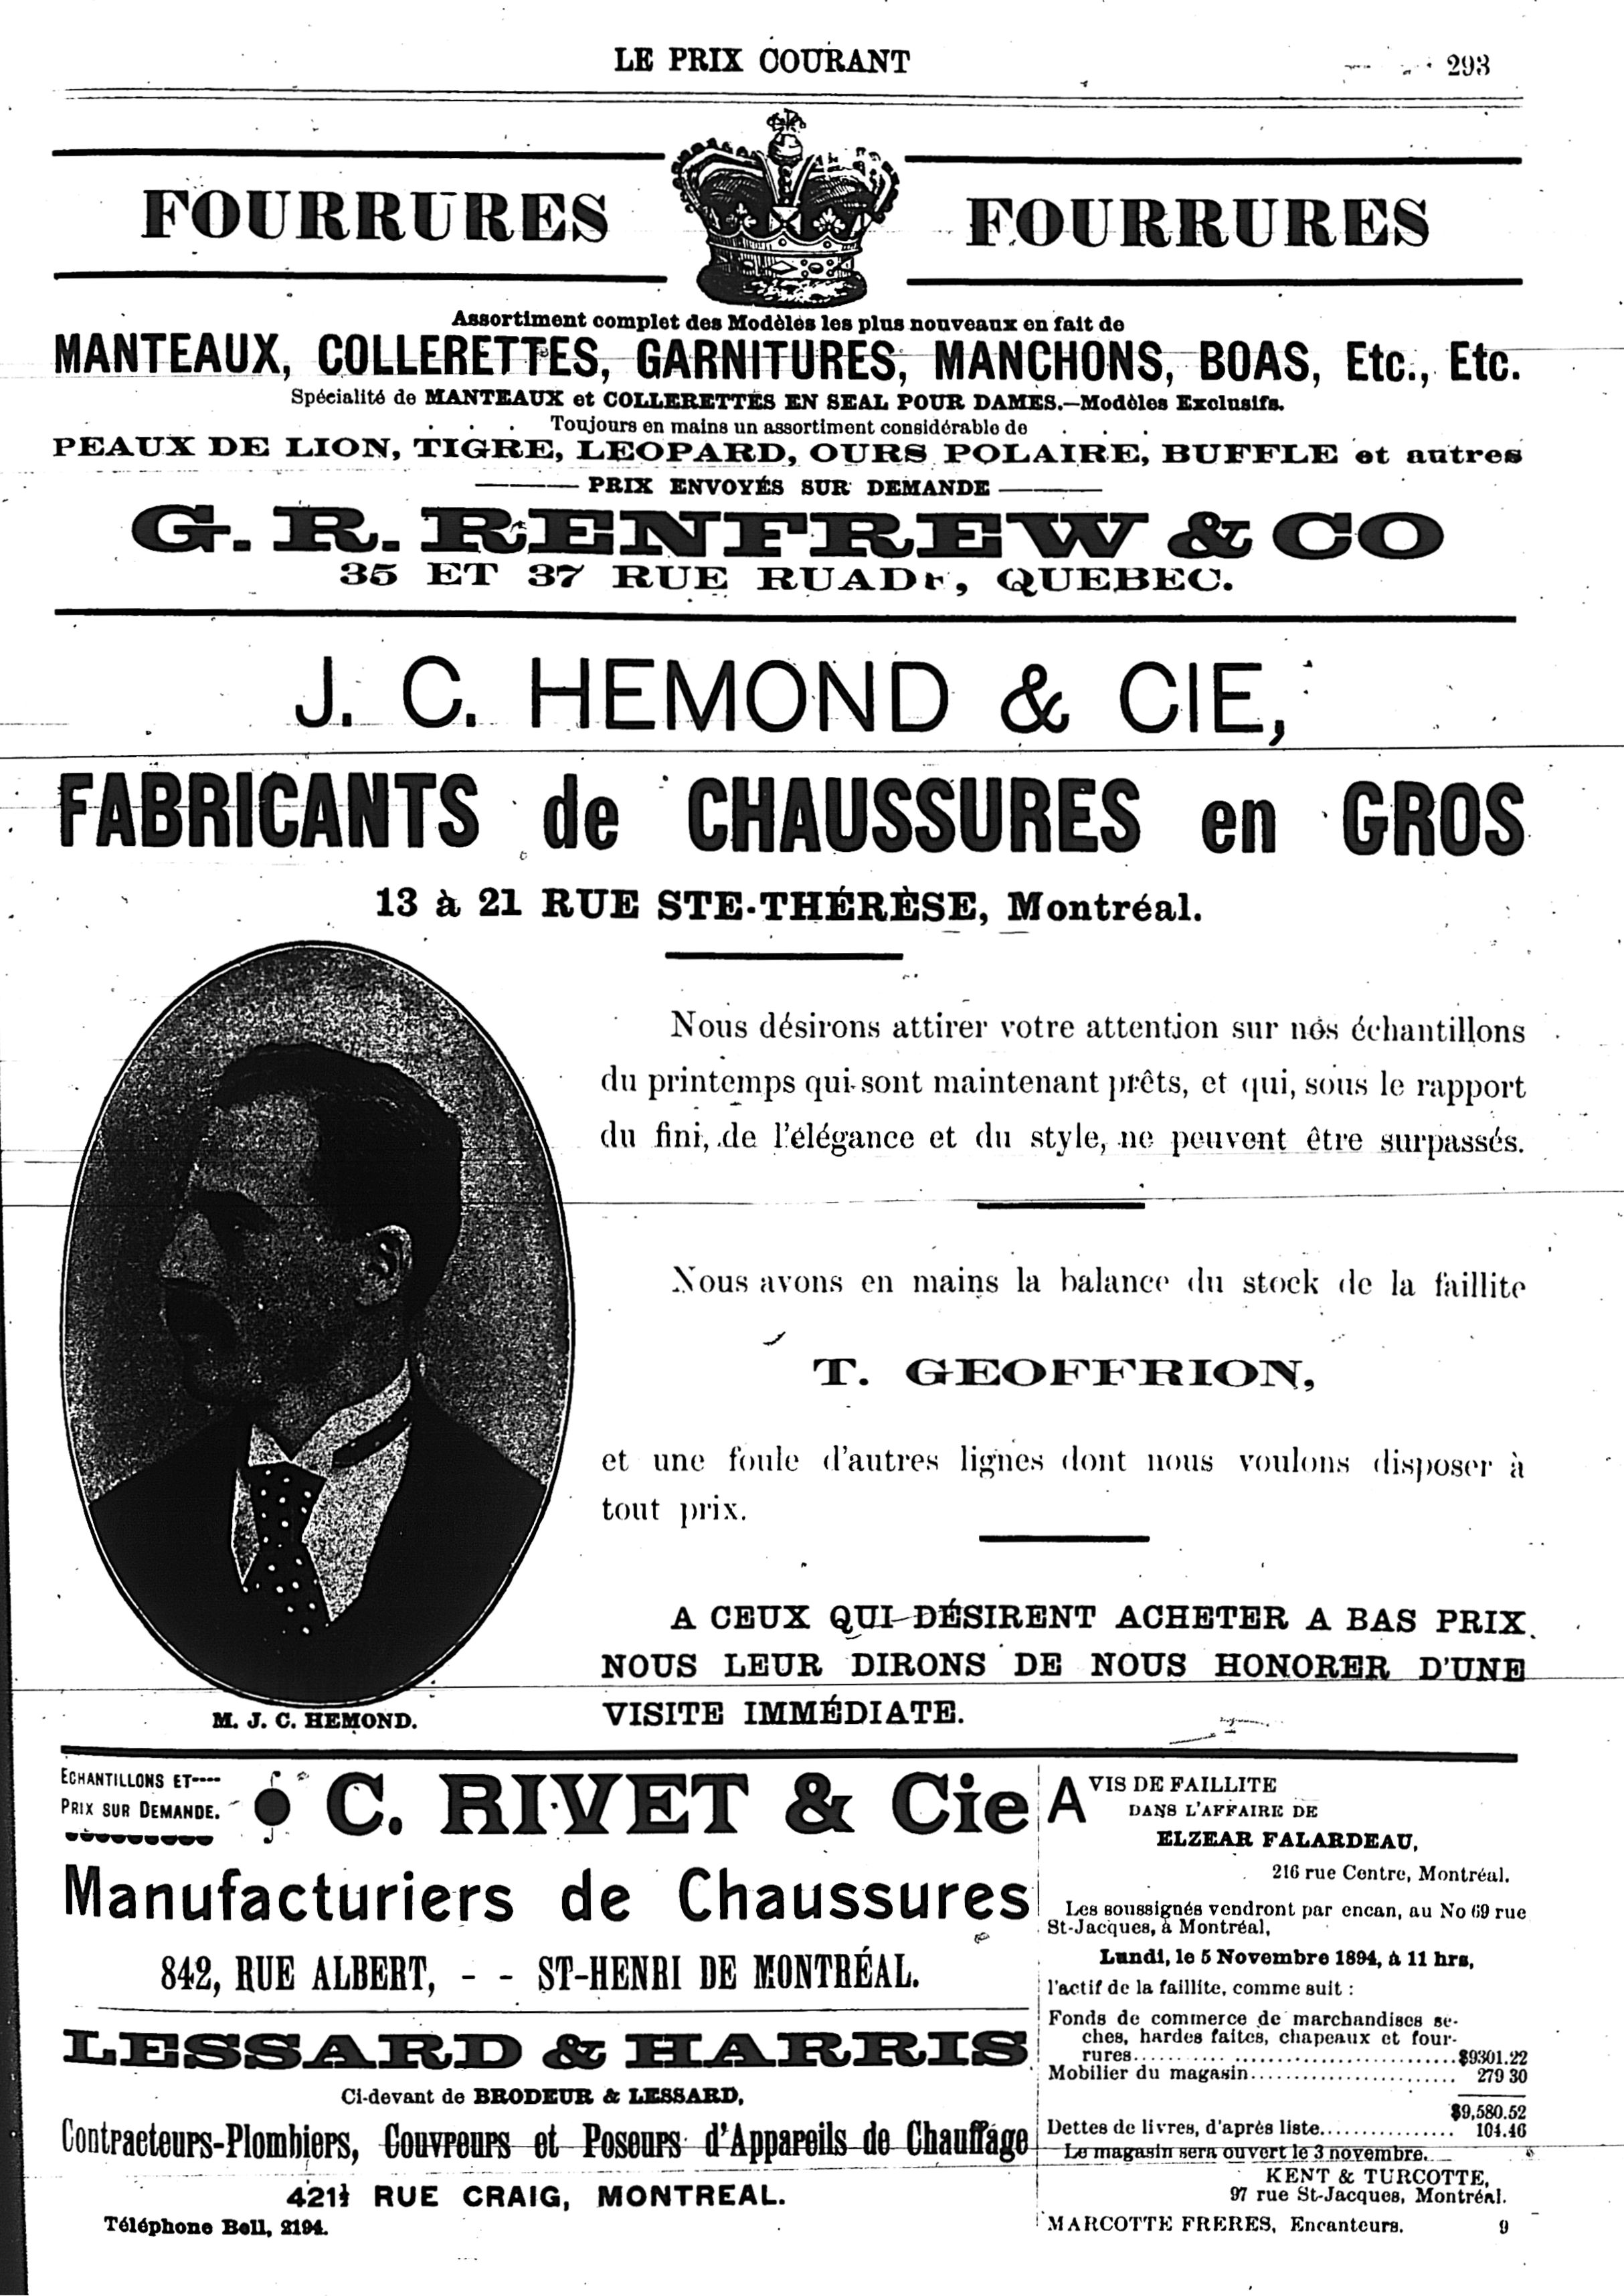 LE PRIX COURANT
293
FOURRURES
FOURRURES
Assortiment complet des Modèles les plus nouveaux en fait de
MANTEAUX, COLLERETTES, GARNITURES, MANCHONS, BOAS, Etc., Etc.
Spécialité de MANTEAUX et COLLERETTES EN SEAL POUR DAMES.—Modèles Exclusifs.
Toujours en mains un assortiment considérable de
PEAUX DE LION, TIGRE, LEOPARD, OURS POLAIRE, BUFFLE et autres
PRIX ENVOYÉS SUR DEMANDE
G. R. RENFREW & CO
35 ET 37 RUE RUADE, QUEBEC.
J. C. HEMOND & CIE,
FABRICANTS de CHAUSSURES en GROS
13 à 21 RUE STE-THÉRÈSE, Montréal.
Nous désirons attirer votre attention sur nos échantillons
du printemps qui sont maintenant prêts, et qui, sous le rapport
du fini, de l'élégance et du style, ne peuvent être surpassés.
Nous avons en mains la balance du stock de la faillite
T. GEOFFRION,
et une foule d'autres lignes dont nous voulons disposer à
tout prix.
A CEUX QUI DÉSIRENT ACHETER A BAS PRIX
NOUS LEUR DIRONS DE NOUS HONORER D'UNE
VISITE IMMÉDIATE.
M. J. C. HEMOND.
ECHANTILLONS ET
PRIX SUR DEMANDE.
C. RIVET & Cie
Manufacturiers de Chaussures
842, RUE ALBERT, - - ST-HENRI DE MONTRÉAL.
LESSARD & HARRIS
Ci-devant de BRODEUR & LESSARD,
Contracteurs-Plombiers, Couvreurs et Poseurs d'Appareils de Chauffage
421½ RUE CRAIG, MONTREAL.
Téléphone Bell, 2194.
AVIS DE FAILLITE
DANS L'AFFAIRE DE
ELZEAR FALARDEAU,
216 rue Centre, Montréal.
Les soussignés vendront par encan, au No 69 rue
St-Jacques, à Montréal,
Lundi, le 5 Novembre 1894, à 11 hrs,
l'actif de la faillite, comme suit :
Fonds de commerce de marchandises se-
ches, hardes faites, chapeaux et four-
rures.......................................$9301.22
Mobilier du magasin........................ 279 30
$9,580.52
Dettes de livres, d'après liste................ 104.46
Le magasin sera ouvert le 3 novembre.
KENT & TURCOTTE,
97 rue St-Jacques, Montréal.
MARCOTTE FRERES, Encanteurs. 9